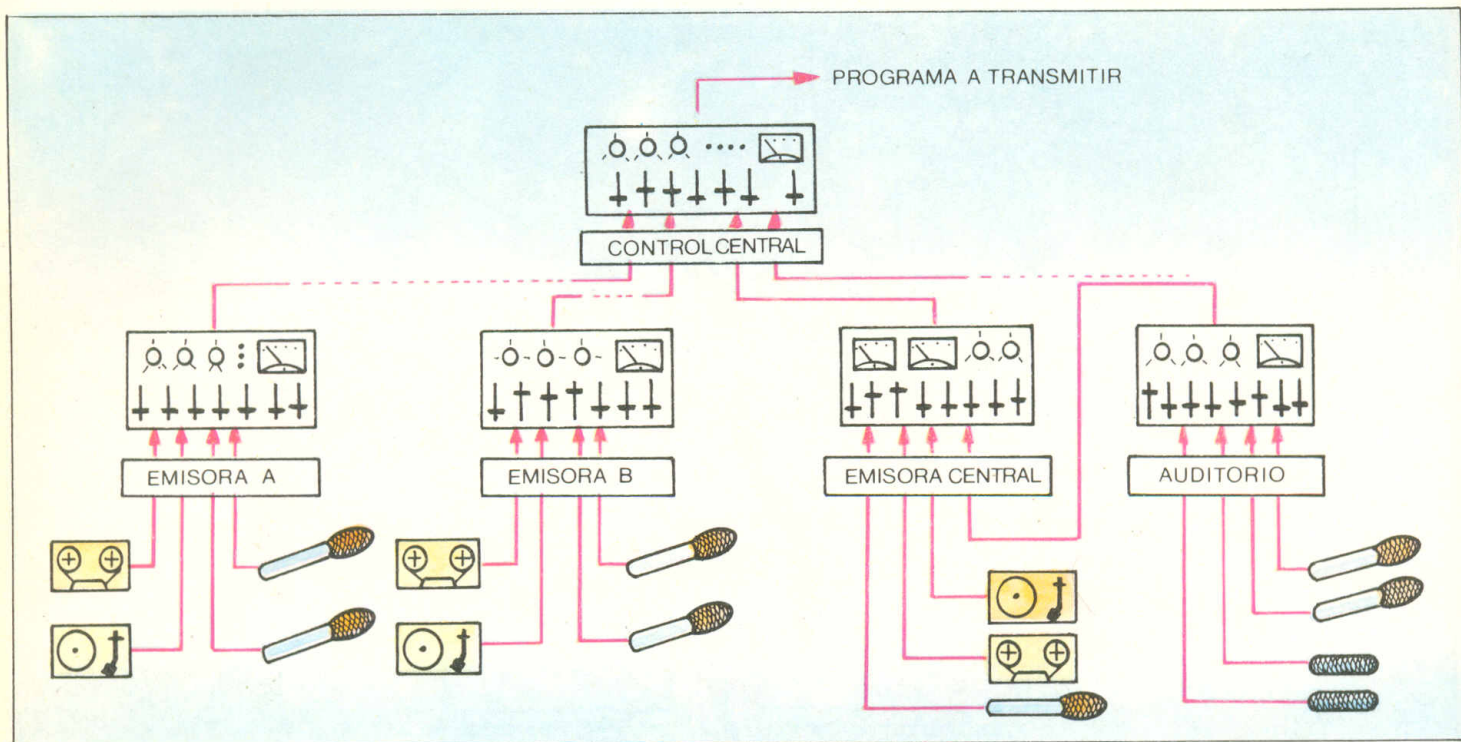 PROGRAMA A TRANSMITIR
CONTROL CENTRAL
EMISORA A
EMISORA B
EMISORA CENTRAL
AUDITORIO